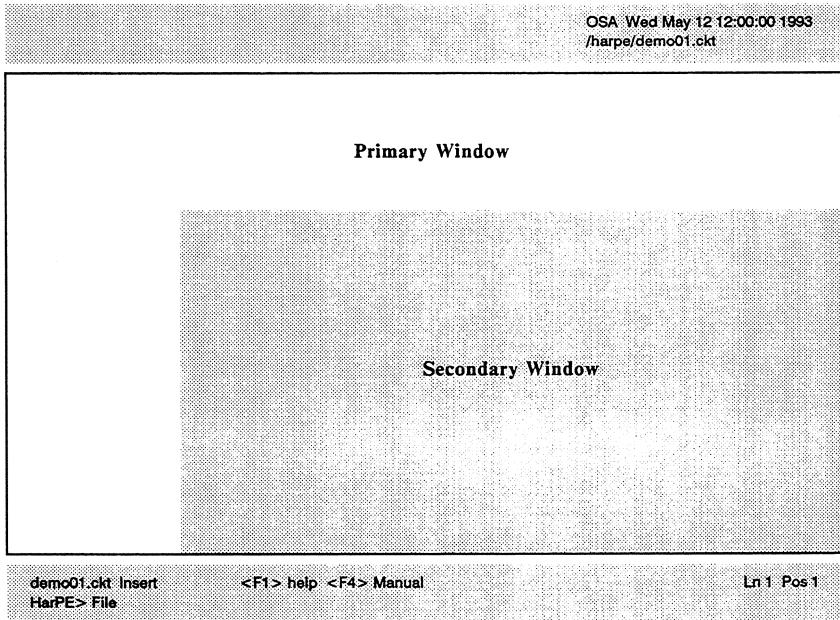 OSA Wed May 12 12:00:00 1993
/harpe/demo01.ckt
Primary Window
Secondary Window
demo01.ckt Insert <F1> help <F4> Manual Ln 1 Pos 1
HarPE> File